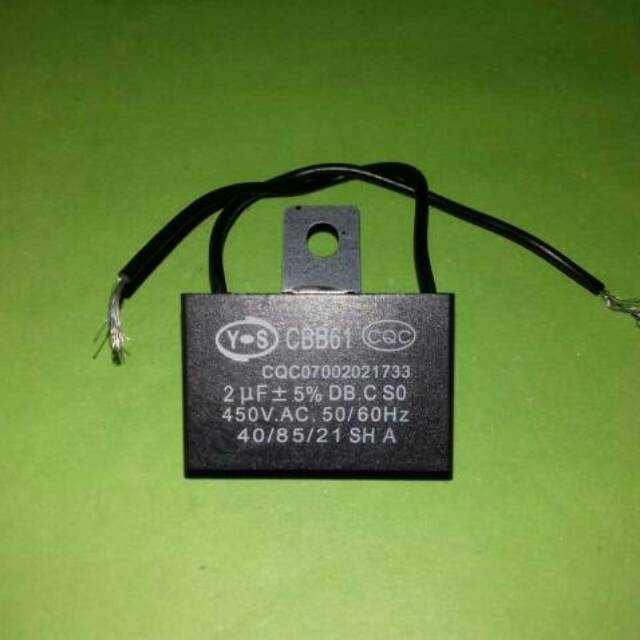 Y●S CBB61 CQC
CQC07002021733
2 µF ± 5% DB.C S0
450V.AC. 50/60Hz
40/85/21 SH A